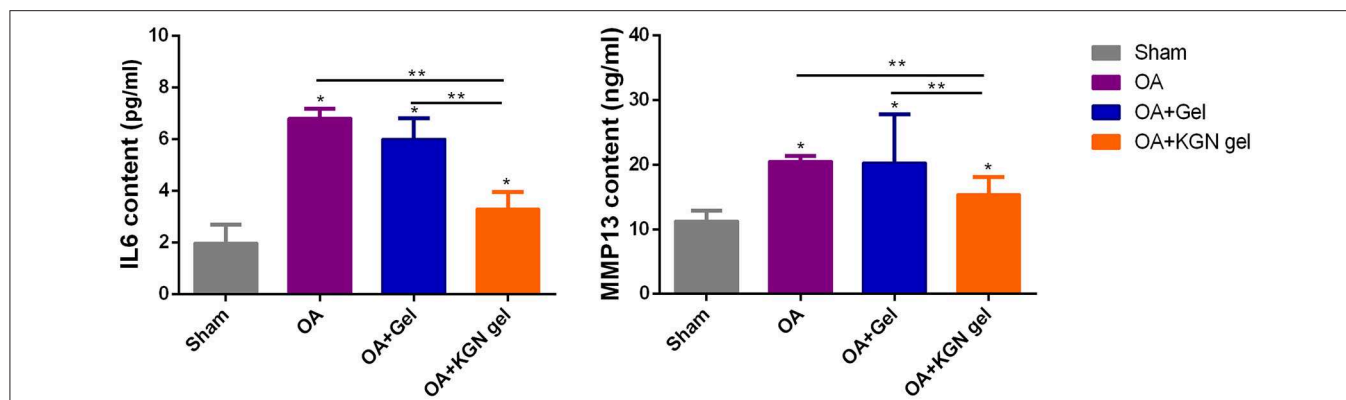 IL6 content (pg/ml)
10
8
6
4
2
0
**
*
*
**
*
Sham
OA
OA+Gel
OA+KGN gel
MMP13 content (ng/ml)
40
30
20
10
0
**
**
*
*
*
Sham
OA
OA+Gel
OA+KGN gel
Sham
OA
OA+Gel
OA+KGN gel